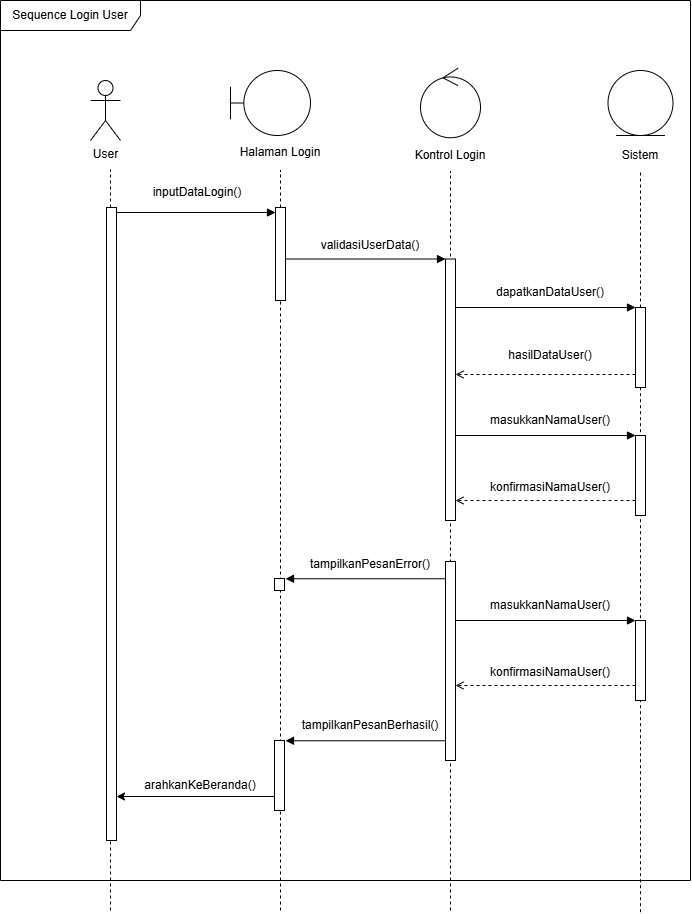 Sequence Login User
User
Halaman Login
Kontrol Login
Sistem
inputDataLogin()
validasiUserData()
dapatkanDataUser()
hasilDataUser()
masukkanNamaUser()
konfirmasiNamaUser()
tampilkanPesanError()
masukkanNamaUser()
konfirmasiNamaUser()
tampilkanPesanBerhasil()
arahkanKeBeranda()